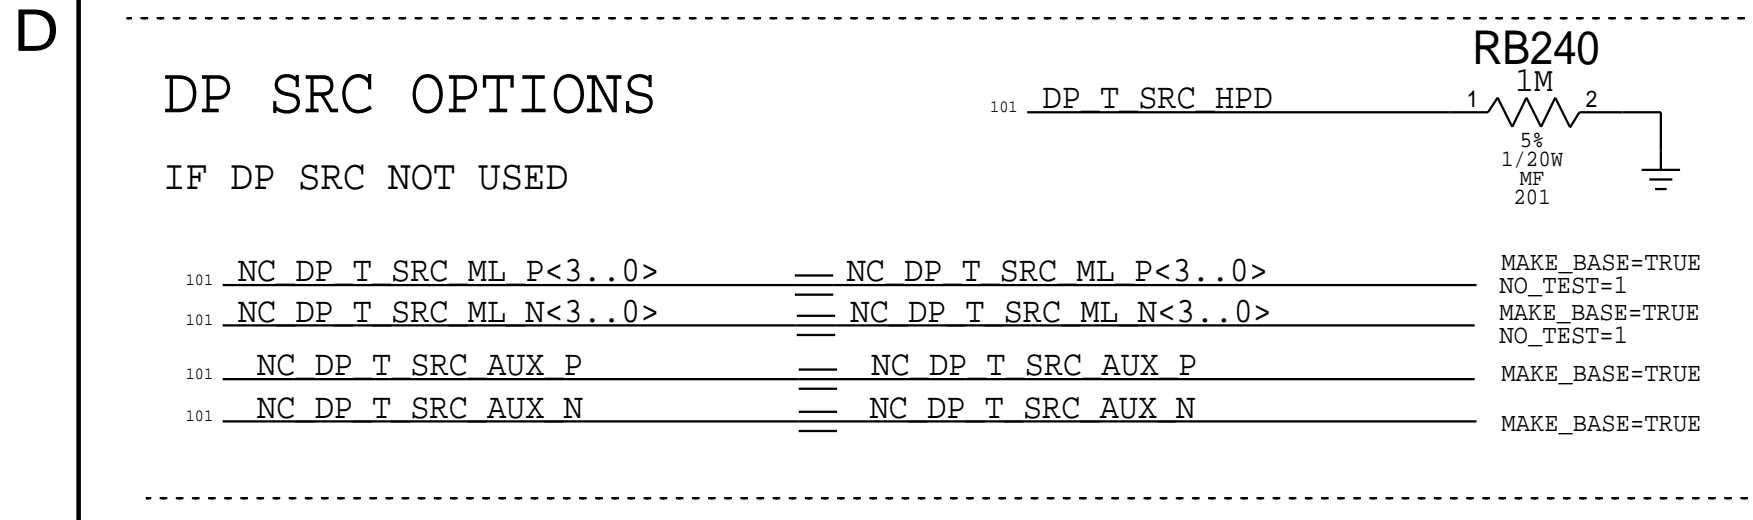 D
RB240
DP SRC OPTIONS
1M
101 DP_T_SRC_HPD 1 2
5%
1/20W
IF DP SRC NOT USED
MF
201
101 NC_DP_T_SRC_ML_P<3..0> NC_DP_T_SRC_ML_P<3..0> MAKE_BASE=TRUE
NO_TEST=1
101 NC_DP_T_SRC_ML_N<3..0> NC_DP_T_SRC_ML_N<3..0> MAKE_BASE=TRUE
NO_TEST=1
101 NC_DP_T_SRC_AUX_P NC_DP_T_SRC_AUX_P MAKE_BASE=TRUE
101 NC_DP_T_SRC_AUX_N NC_DP_T_SRC_AUX_N MAKE_BASE=TRUE